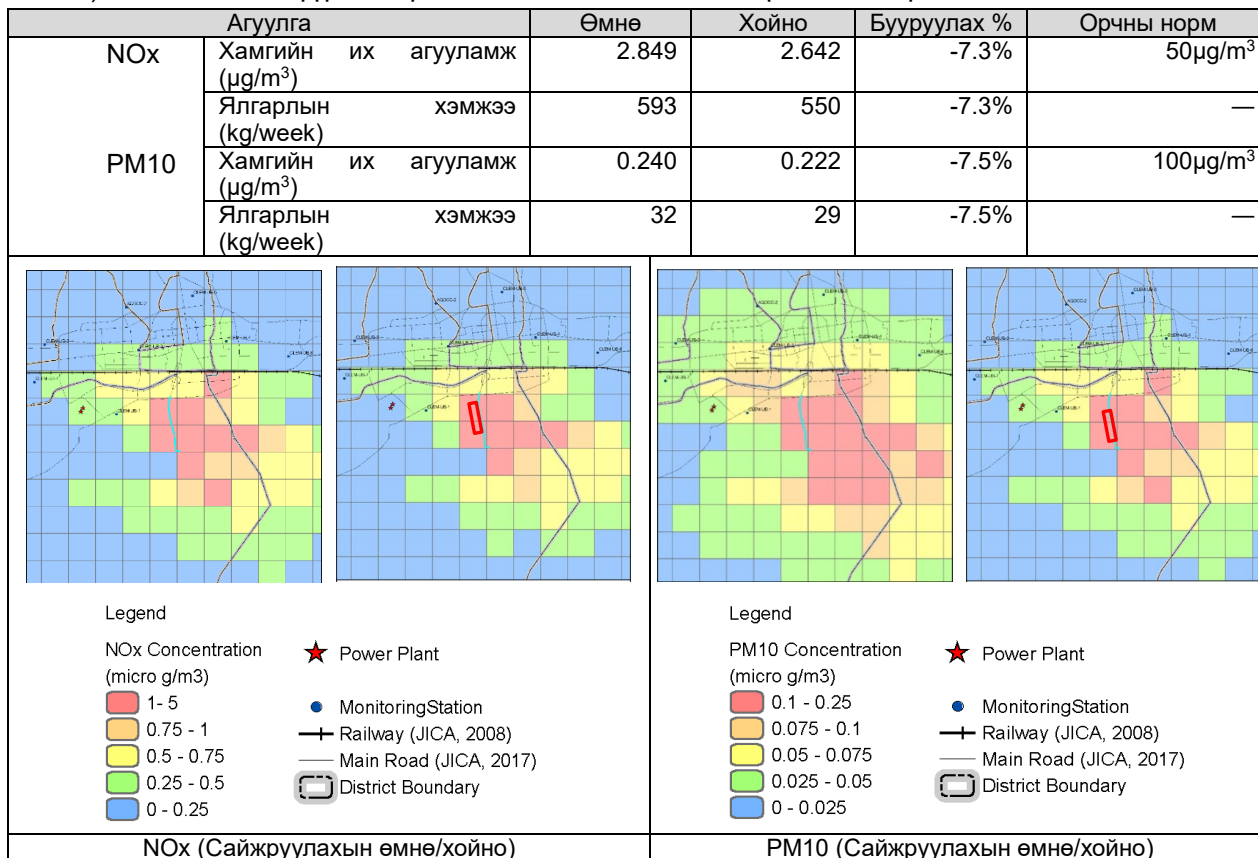 Агуулга Өмнө Хойно Бууруулах % Орчны норм
NOx Хамгийн их агууламж (µg/m³) 2.849 2.642 -7.3% 50µg/m³
Ялгарлын хэмжээ (kg/week) 593 550 -7.3% —
PM10 Хамгийн их агууламж (µg/m³) 0.240 0.222 -7.5% 100µg/m³
Ялгарлын хэмжээ (kg/week) 32 29 -7.5% —
Legend
NOx Concentration
(micro g/m3)
1- 5
0.75 - 1
0.5 - 0.75
0.25 - 0.5
0 - 0.25
Power Plant
MonitoringStation
Railway (JICA, 2008)
Main Road (JICA, 2017)
District Boundary
Legend
PM10 Concentration
(micro g/m3)
0.1 - 0.25
0.075 - 0.1
0.05 - 0.075
0.025 - 0.05
0 - 0.025
Power Plant
MonitoringStation
Railway (JICA, 2008)
Main Road (JICA, 2017)
District Boundary
NOx (Сайжруулахын өмнө/хойно)
PM10 (Сайжруулахын өмнө/хойно)